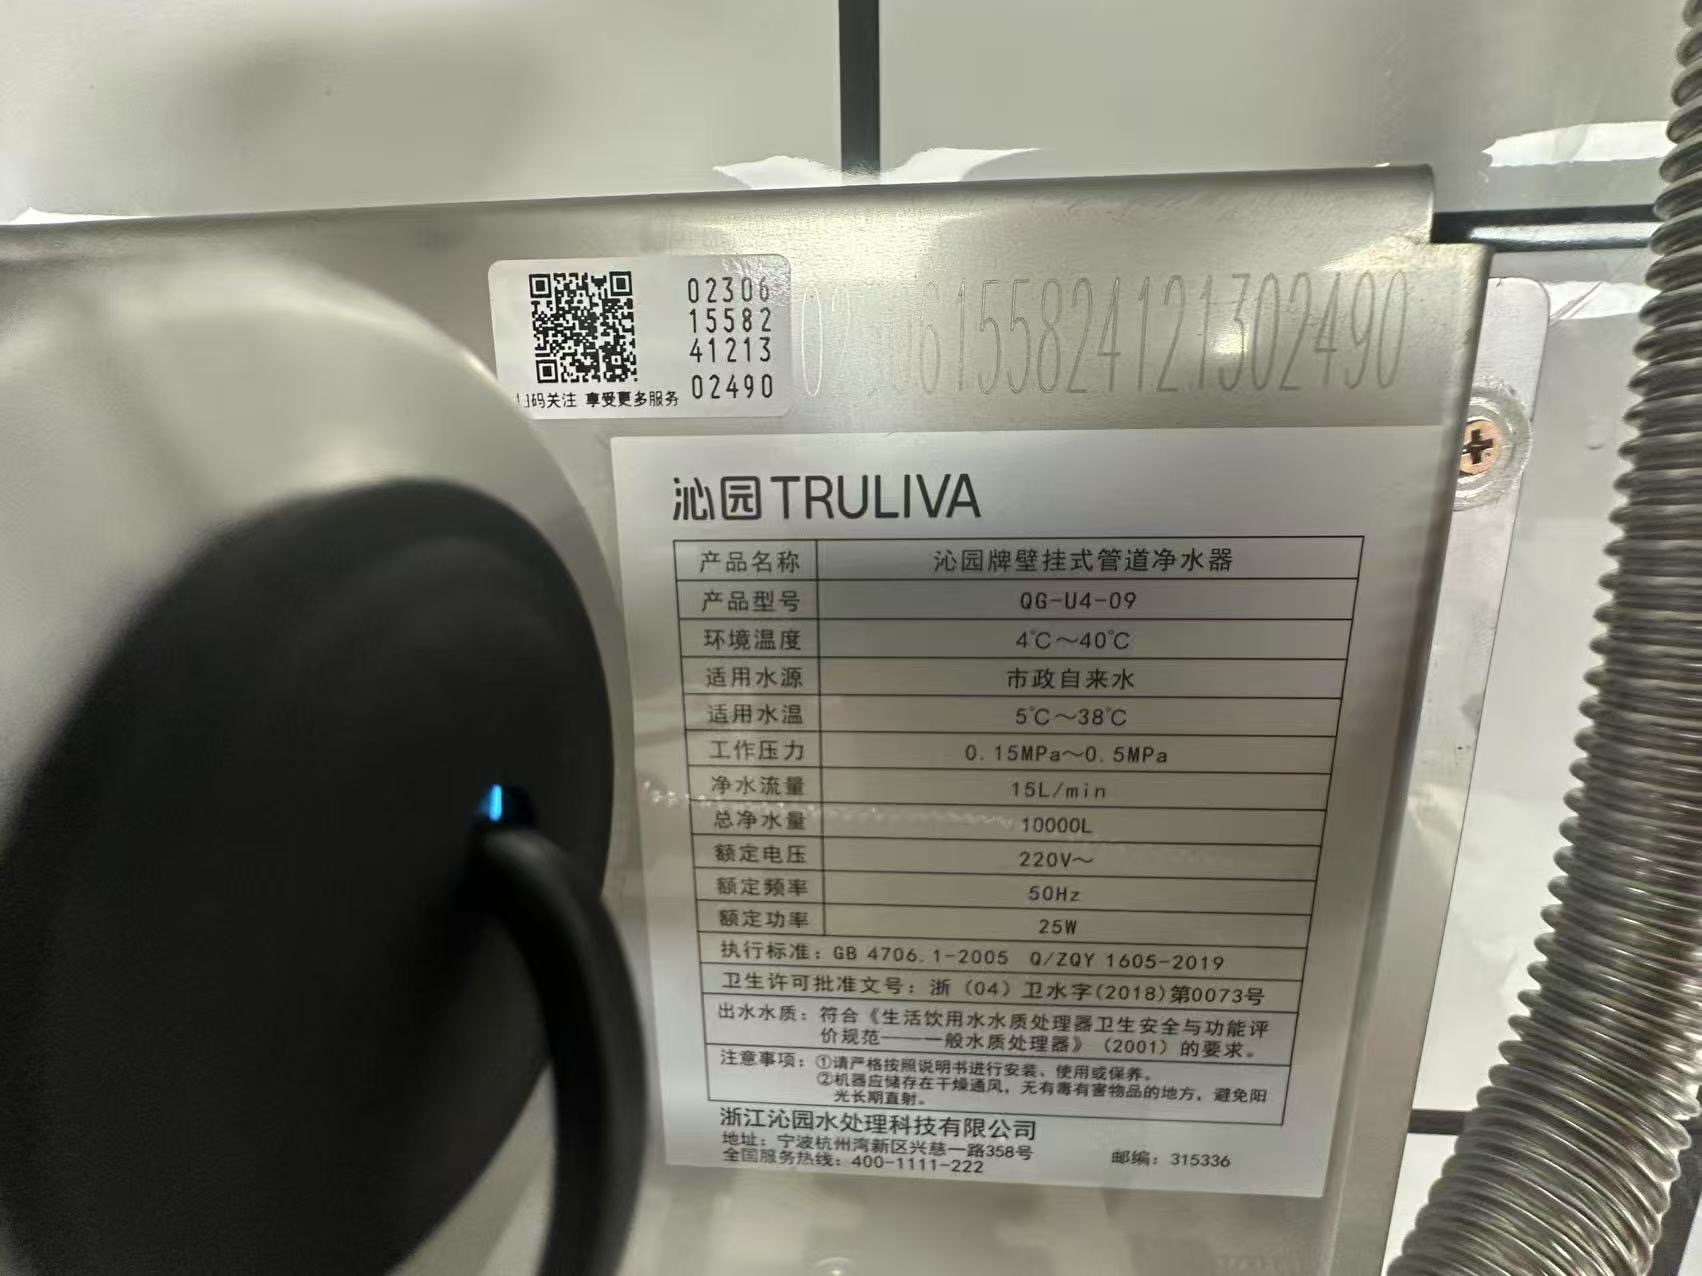 02306
15582
41213
02490
码关注 享受更多服务
02306155824121302490
沁园TRULIVA
产品名称 沁园牌壁挂式管道净水器
产品型号 QG-U4-09
环境温度 4℃～40℃
适用水源 市政自来水
适用水温 5℃～38℃
工作压力 0.15MPa～0.5MPa
净水流量 15L/min
总净水量 10000L
额定电压 220V～
额定频率 50Hz
额定功率 25W
执行标准：GB 4706.1-2005 Q/ZQY 1605-2019
卫生许可批准文号：浙（04）卫水字(2018)第0073号
出水水质：符合《生活饮用水水质处理器卫生安全与功能评
价规范——一般水质处理器》（2001）的要求。
注意事项：①请严格按照说明书进行安装、使用或保养。
②机器应储存在干燥通风，无有毒有害物品的地方，避免阳
光长期直射。
浙江沁园水处理科技有限公司
地址：宁波杭州湾新区兴慈一路358号 邮编：315336
全国服务热线：400-1111-222